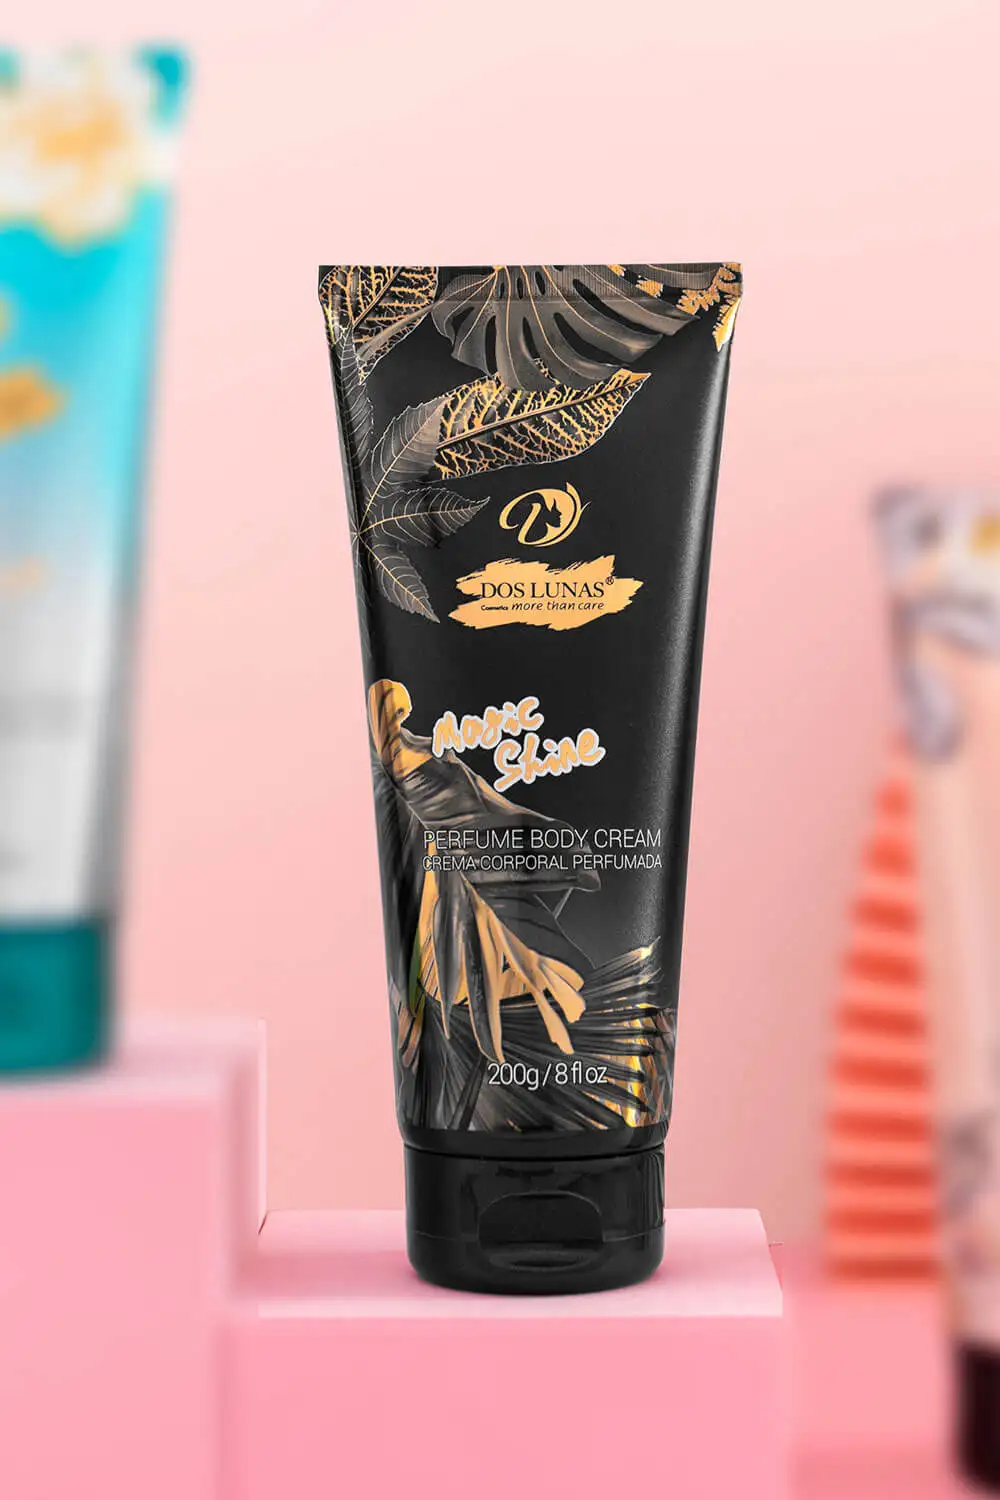 DOS LUNAS®
Cosmetics more than care
Magic
Shine
PERFUME BODY CREAM
CREMA CORPORAL PERFUMADA
200g/8 fl oz